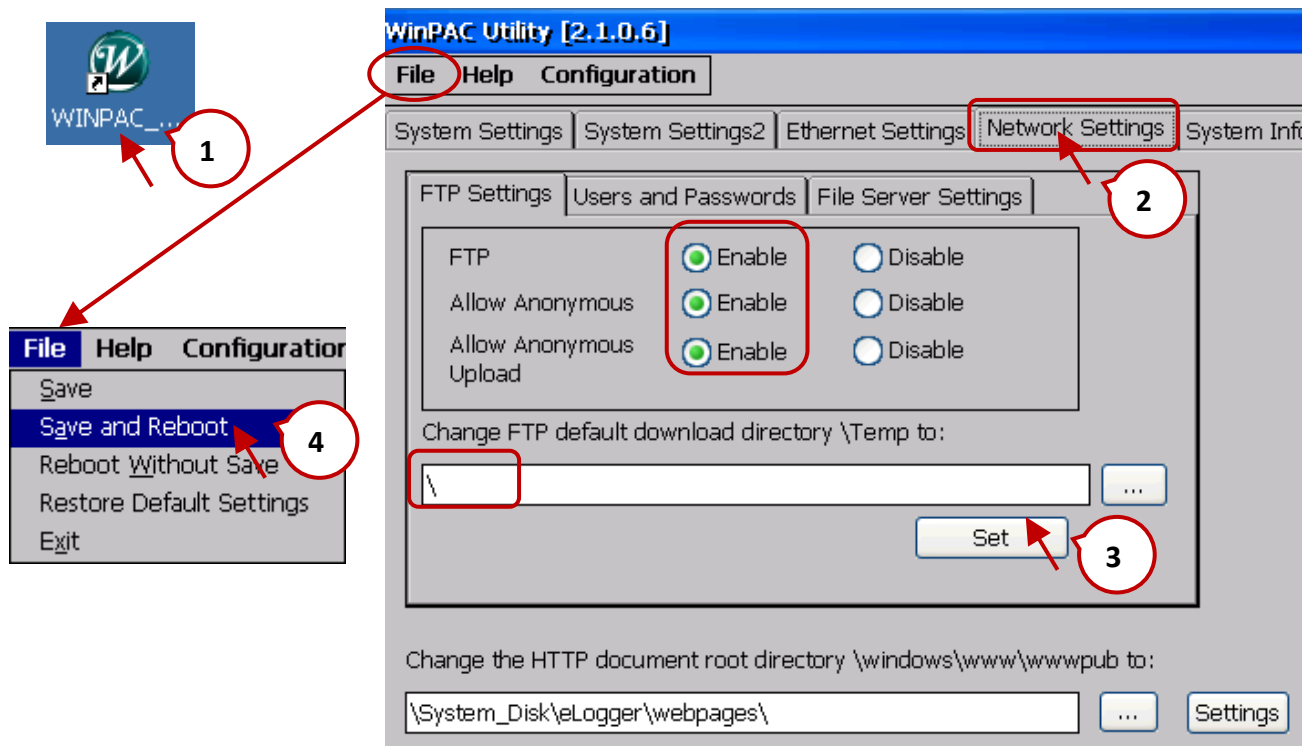 WINPAC_...
1
WinPAC Utility [2.1.0.6]
File Help Configuration
System Settings System Settings2 Ethernet Settings Network Settings System Info
2
FTP Settings Users and Passwords File Server Settings
FTP Enable Disable
Allow Anonymous Enable Disable
Allow Anonymous
Upload Enable Disable
Change FTP default download directory \Temp to:
\ ...
Set
3
Change the HTTP document root directory \windows\www\wwwpub to:
\System_Disk\eLogger\webpages\ ... Settings
File Help Configuration
Save
Save and Reboot
4
Reboot Without Save
Restore Default Settings
Exit